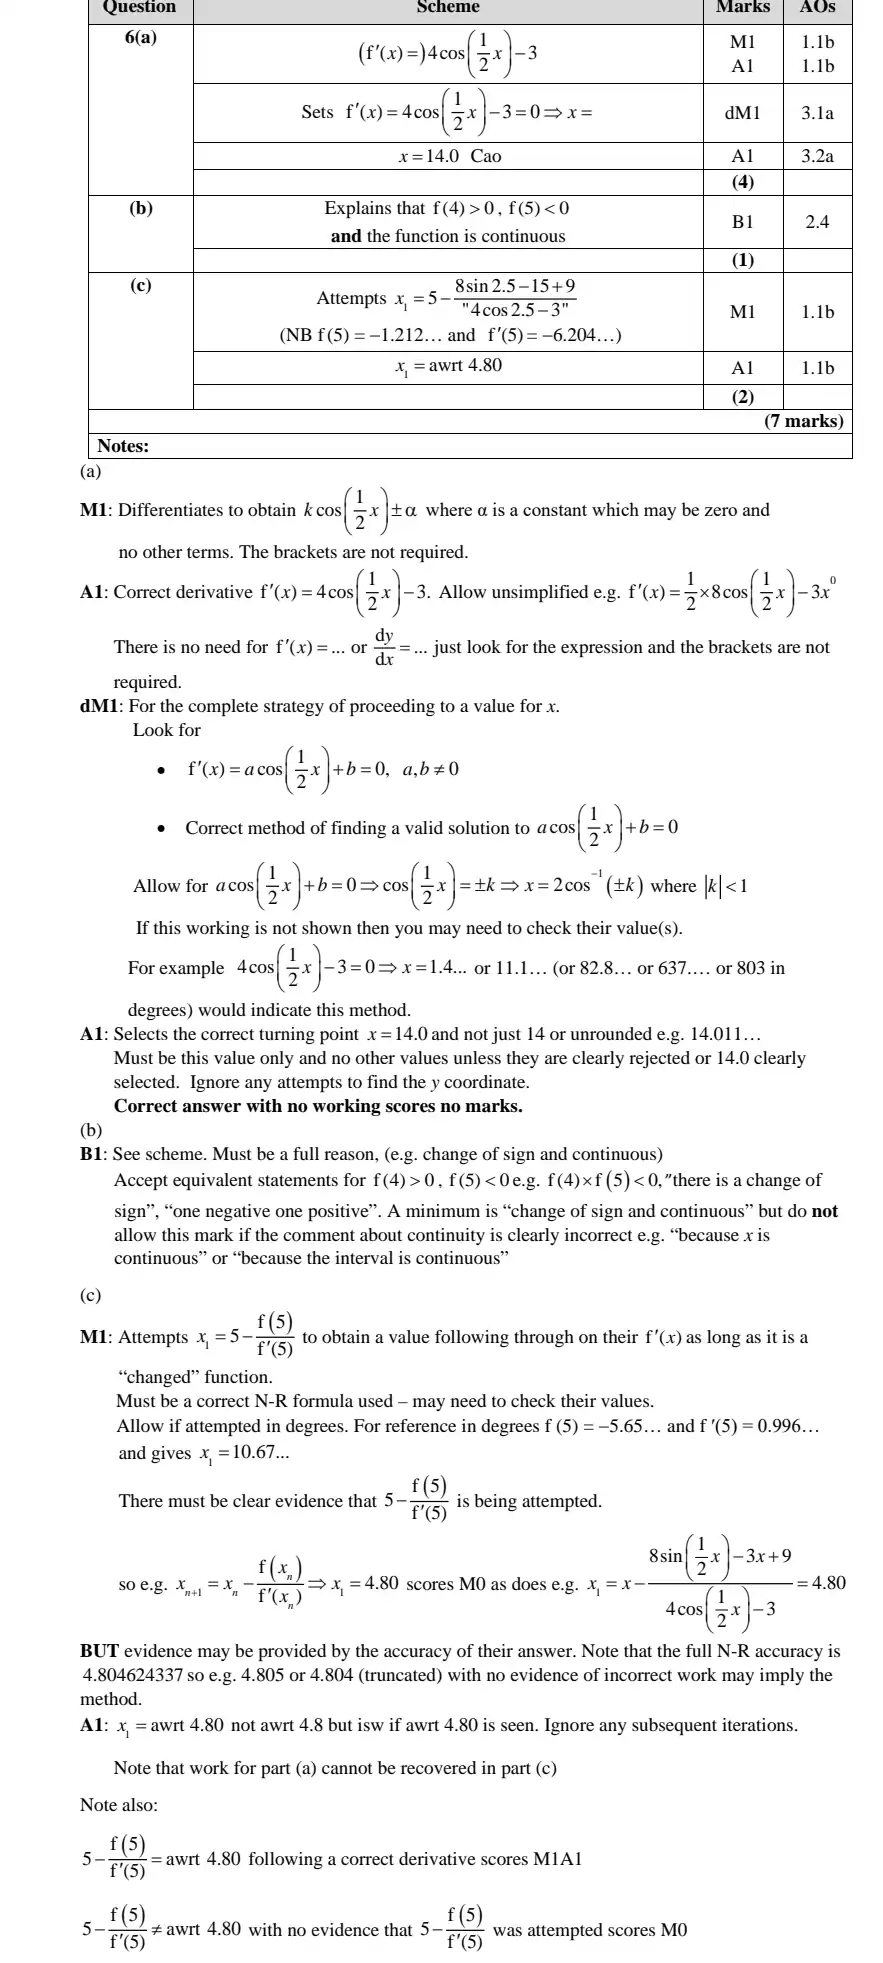 Question Scheme Marks AOs
6(a) (f′(x) =) 4cos(1/2 x) − 3 M1 1.1b
A1 1.1b
Sets f′(x) = 4cos(1/2 x) − 3 = 0 ⇒ x = dM1 3.1a
x = 14.0 Cao A1 3.2a
(4)
(b) Explains that f(4) > 0, f(5) < 0
and the function is continuous B1 2.4
(1)
(c) Attempts x₁ = 5 − (8sin 2.5 − 15 + 9)/("4cos 2.5 − 3")
(NB f(5) = −1.212… and f′(5) = −6.204…) M1 1.1b
x₁ = awrt 4.80 A1 1.1b
(2)
(7 marks)
Notes:
(a)
M1: Differentiates to obtain k cos(1/2 x) ± α where α is a constant which may be zero and
no other terms. The brackets are not required.
A1: Correct derivative f′(x) = 4cos(1/2 x) − 3. Allow unsimplified e.g. f′(x) = 1/2 × 8cos(1/2 x) − 3x⁰
There is no need for f′(x) = ... or dy/dx = ... just look for the expression and the brackets are not
required.
dM1: For the complete strategy of proceeding to a value for x.
Look for
• f′(x) = a cos(1/2 x) + b = 0, a, b ≠ 0
• Correct method of finding a valid solution to a cos(1/2 x) + b = 0
Allow for a cos(1/2 x) + b = 0 ⇒ cos(1/2 x) = ±k ⇒ x = 2cos⁻¹(±k) where |k| < 1
If this working is not shown then you may need to check their value(s).
For example 4cos(1/2 x) − 3 = 0 ⇒ x = 1.4... or 11.1… (or 82.8… or 637.… or 803 in
degrees) would indicate this method.
A1: Selects the correct turning point x = 14.0 and not just 14 or unrounded e.g. 14.011…
Must be this value only and no other values unless they are clearly rejected or 14.0 clearly
selected. Ignore any attempts to find the y coordinate.
Correct answer with no working scores no marks.
(b)
B1: See scheme. Must be a full reason, (e.g. change of sign and continuous)
Accept equivalent statements for f(4) > 0, f(5) < 0 e.g. f(4) × f(5) < 0, "there is a change of
sign", “one negative one positive”. A minimum is “change of sign and continuous” but do not
allow this mark if the comment about continuity is clearly incorrect e.g. “because x is
continuous” or “because the interval is continuous”
(c)
M1: Attempts x₁ = 5 − f(5)/f′(5) to obtain a value following through on their f′(x) as long as it is a
“changed” function.
Must be a correct N-R formula used – may need to check their values.
Allow if attempted in degrees. For reference in degrees f (5) = −5.65… and f ′(5) = 0.996…
and gives x₁ = 10.67...
There must be clear evidence that 5 − f(5)/f′(5) is being attempted.
so e.g. xₙ₊₁ = xₙ − f(xₙ)/f′(xₙ) ⇒ x₁ = 4.80 scores M0 as does e.g. x₁ = x − (8sin(1/2 x) − 3x + 9)/(4cos(1/2 x) − 3) = 4.80
BUT evidence may be provided by the accuracy of their answer. Note that the full N-R accuracy is
4.804624337 so e.g. 4.805 or 4.804 (truncated) with no evidence of incorrect work may imply the
method.
A1: x₁ = awrt 4.80 not awrt 4.8 but isw if awrt 4.80 is seen. Ignore any subsequent iterations.
Note that work for part (a) cannot be recovered in part (c)
Note also:
5 − f(5)/f′(5) = awrt 4.80 following a correct derivative scores M1A1
5 − f(5)/f′(5) ≠ awrt 4.80 with no evidence that 5 − f(5)/f′(5) was attempted scores M0